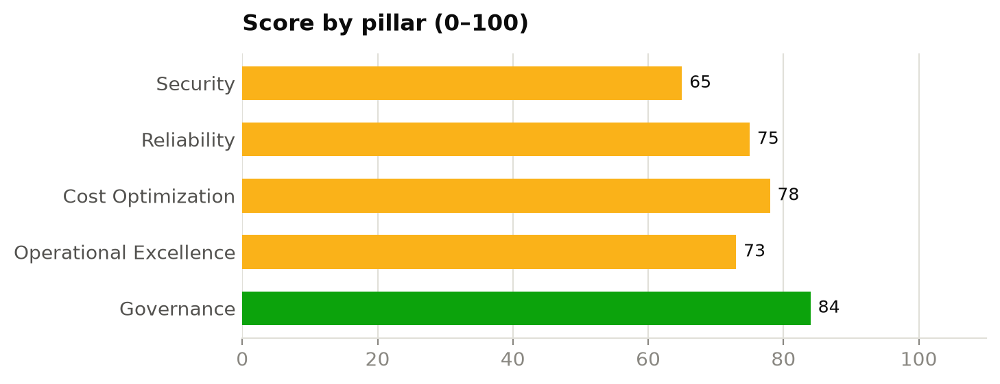 Score by pillar (0–100)
Security 65
Reliability 75
Cost Optimization 78
Operational Excellence 73
Governance 84
0 20 40 60 80 100